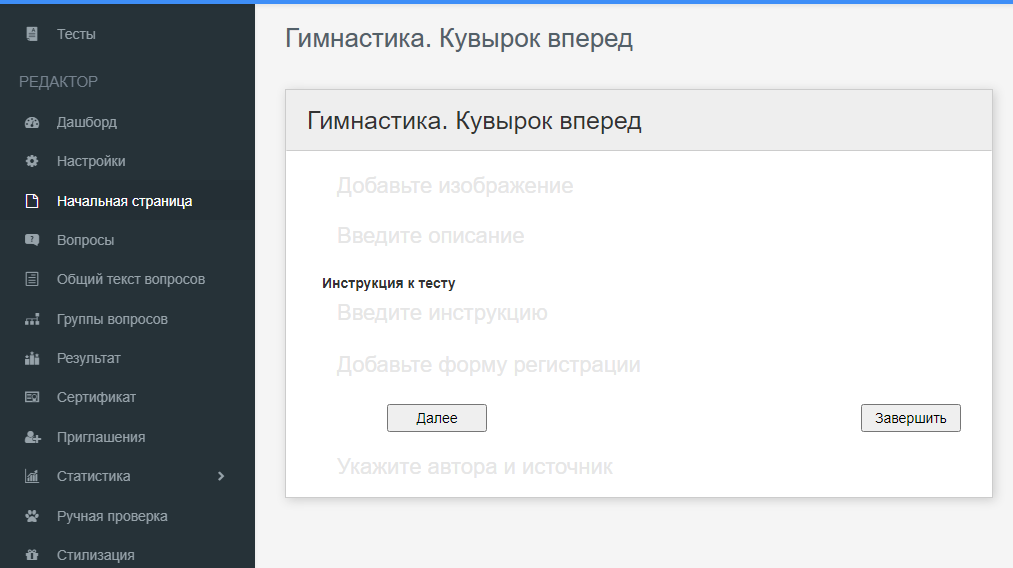 Тесты
РЕДАКТОР
Дашборд
Настройки
Начальная страница
Вопросы
Общий текст вопросов
Группы вопросов
Результат
Сертификат
Приглашения
Статистика
Ручная проверка
Стилизация
Гимнастика. Кувырок вперед
Гимнастика. Кувырок вперед
Добавьте изображение
Введите описание
Инструкция к тесту
Введите инструкцию
Добавьте форму регистрации
Далее
Завершить
Укажите автора и источник